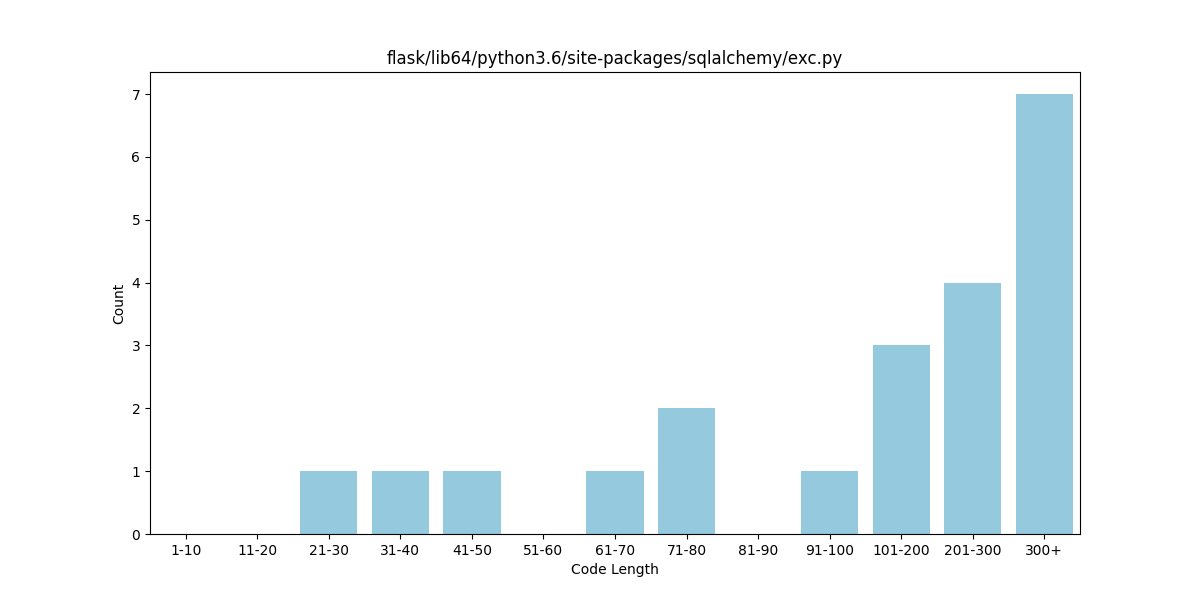 flask/lib64/python3.6/site-packages/sqlalchemy/exc.py
7
6
5
4
3
2
1
0
Count
1-10 11-20 21-30 31-40 41-50 51-60 61-70 71-80 81-90 91-100 101-200 201-300 300+
Code Length